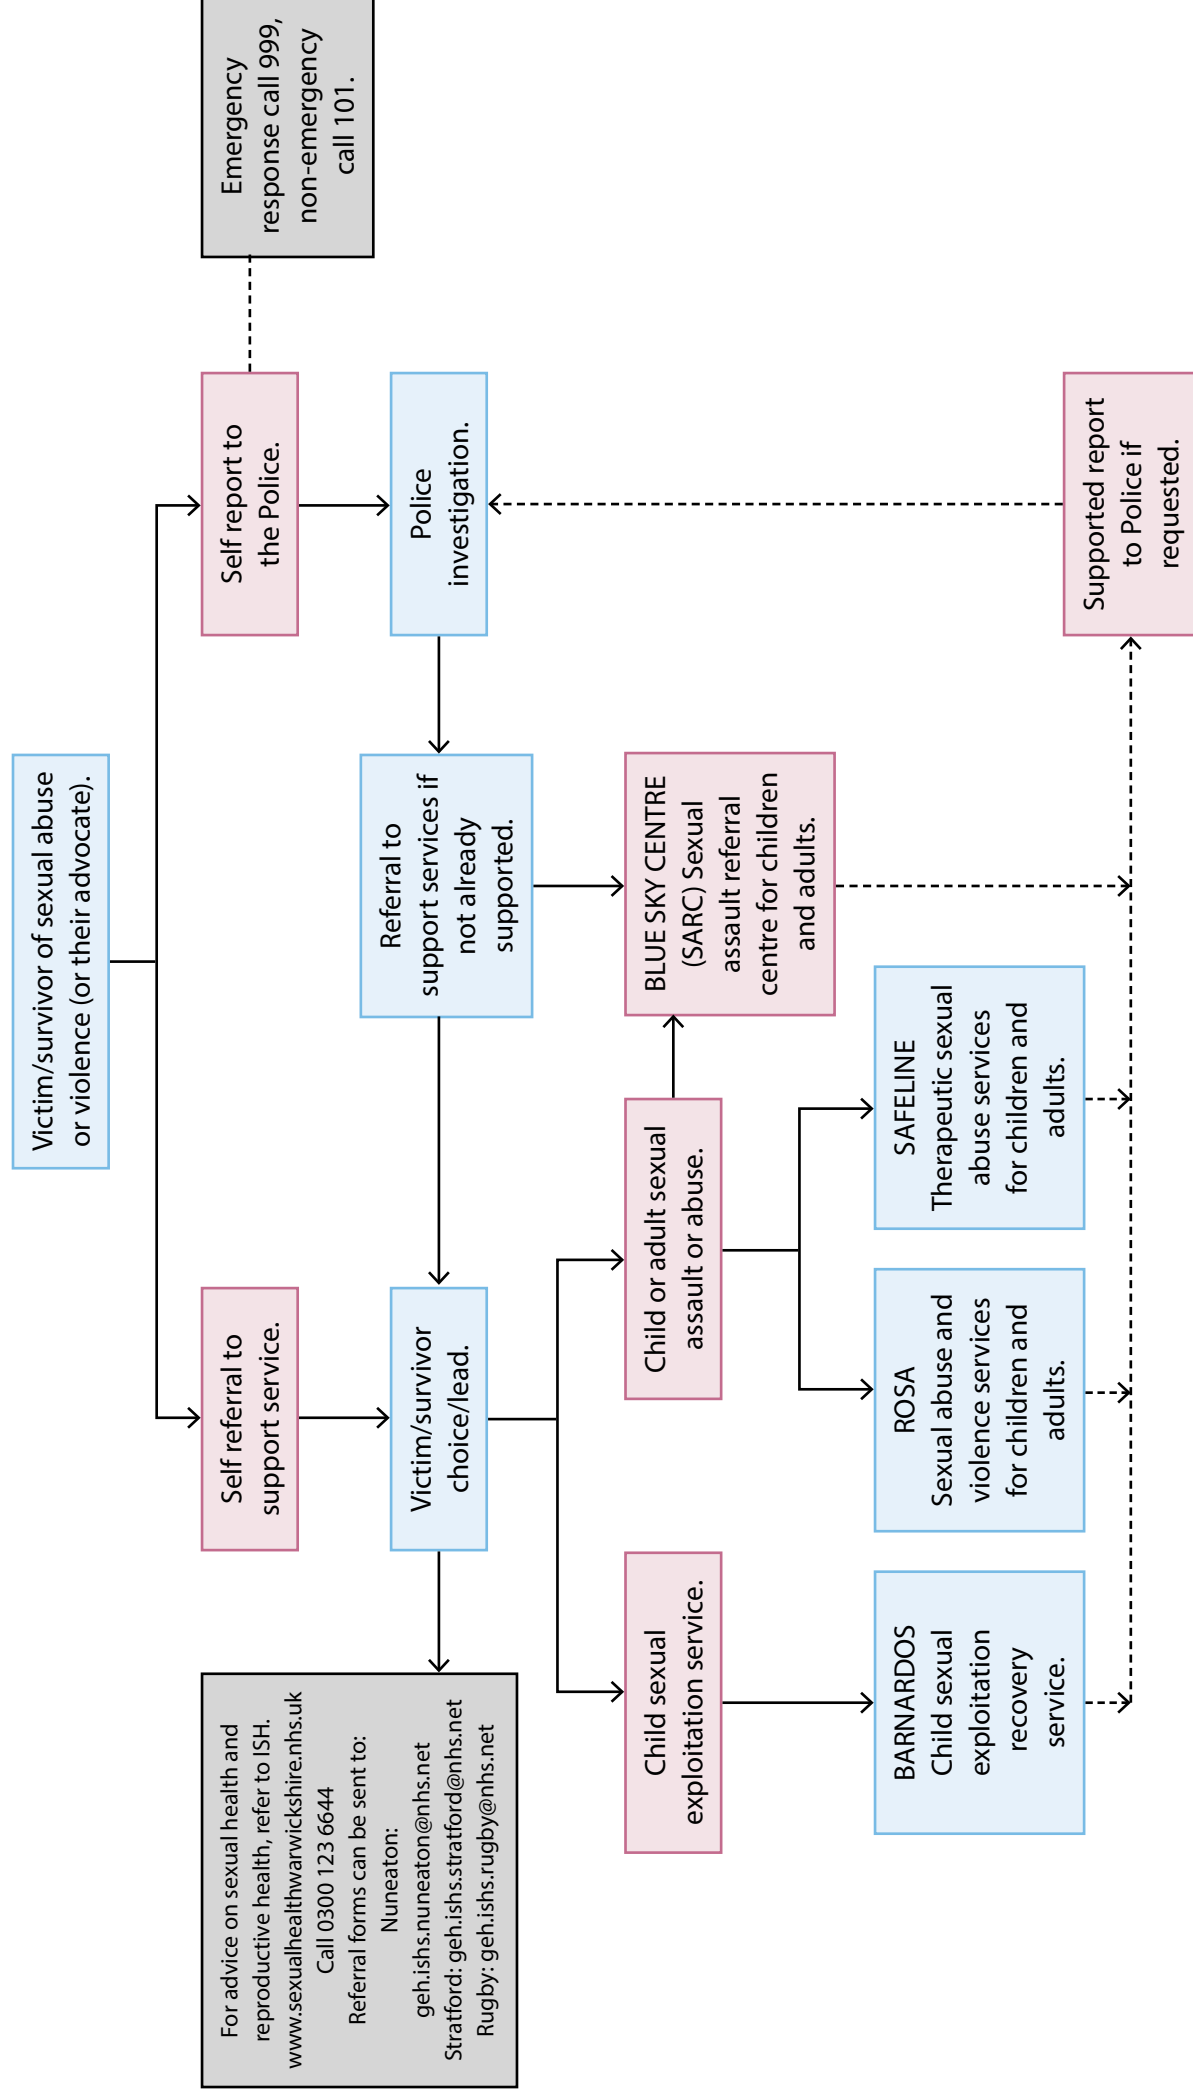 Victim/survivor of sexual abuse
or violence (or their advocate).
Self referral to
support service.
Self report to
the Police.
Emergency
response call 999,
non-emergency
call 101.
For advice on sexual health and
reproductive health, refer to ISH.
www.sexualhealthwarwickshire.nhs.uk
Call 0300 123 6644
Referral forms can be sent to:
Nuneaton:
geh.ishs.nuneaton@nhs.net
Stratford: geh.ishs.stratford@nhs.net
Rugby: geh.ishs.rugby@nhs.net
Victim/survivor
choice/lead.
Referral to
support services if
not already
supported.
Police
investigation.
Child sexual
exploitation service.
Child or adult sexual
assault or abuse.
BLUE SKY CENTRE
(SARC) Sexual
assault referral
centre for children
and adults.
BARNARDOS
Child sexual
exploitation
recovery
service.
ROSA
Sexual abuse and
violence services
for children and
adults.
SAFELINE
Therapeutic sexual
abuse services
for children and
adults.
Supported report
to Police if
requested.